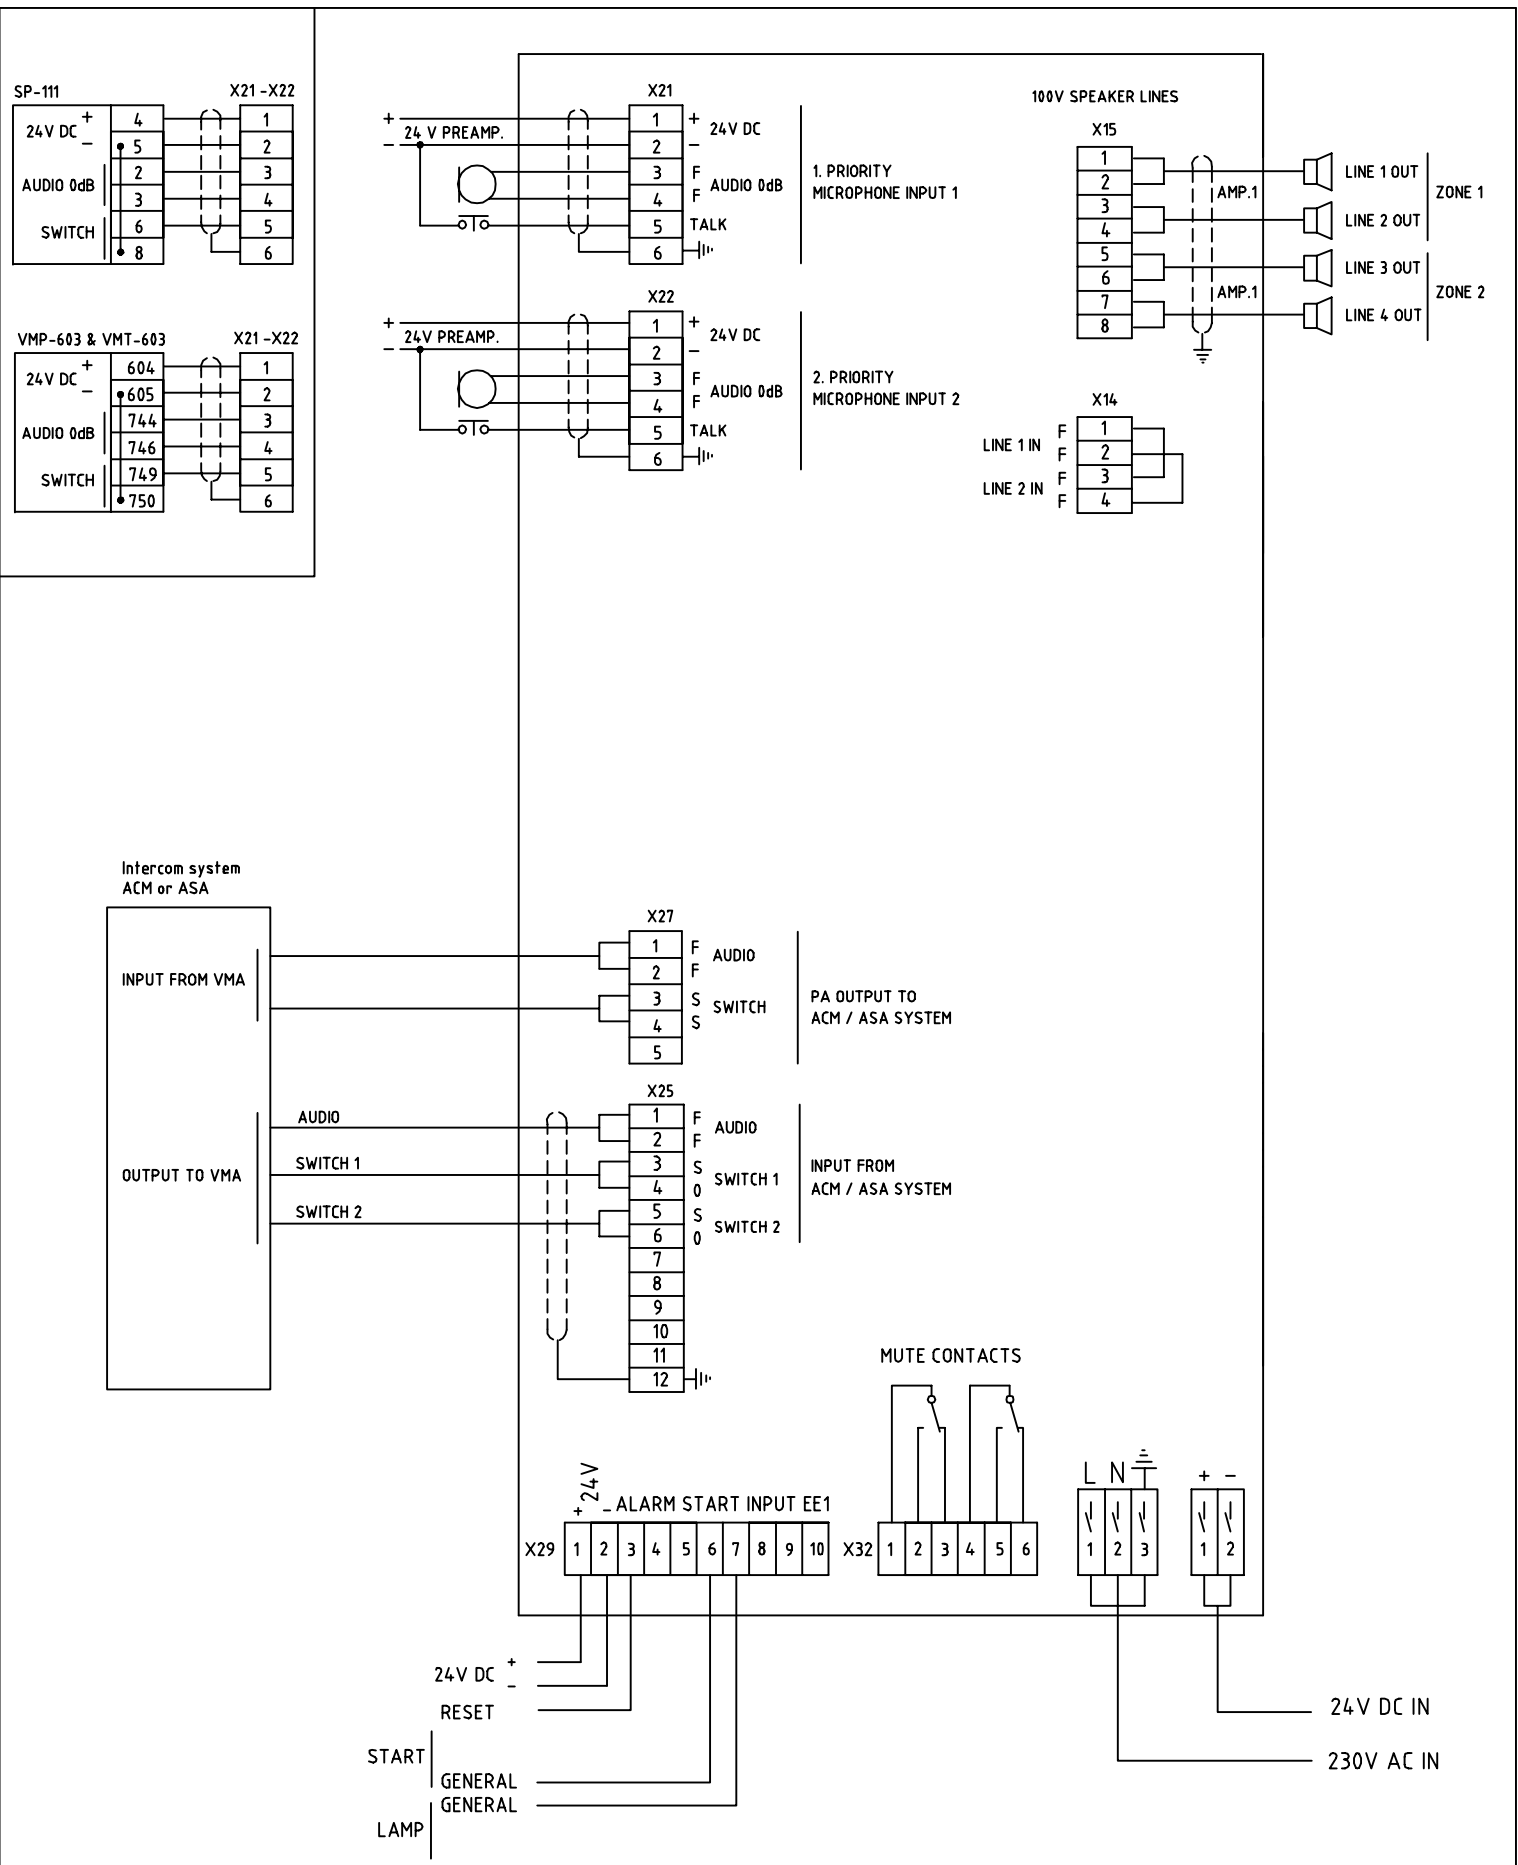 SP-111 X21 -X22
24V DC + 4 1
- 5 2
AUDIO 0dB 2 3
3 4
SWITCH 6 5
8 6
VMP-603 & VMT-603 X21 -X22
24V DC + 604 1
- 605 2
AUDIO 0dB 744 3
746 4
SWITCH 749 5
750 6
X21
+ 24 V PREAMP. -
1 + 24V DC
2 -
3 F AUDIO 0dB
4 F
5 TALK
6
1. PRIORITY
MICROPHONE INPUT 1
X22
+ 24V PREAMP. -
1 + 24V DC
2 -
3 F AUDIO 0dB
4 F
5 TALK
6
2. PRIORITY
MICROPHONE INPUT 2
100V SPEAKER LINES
X15
1
2
3
4
5
6
7
8
AMP.1
AMP.1
LINE 1 OUT
LINE 2 OUT
ZONE 1
LINE 3 OUT
LINE 4 OUT
ZONE 2
X14
LINE 1 IN F 1
F 2
LINE 2 IN F 3
F 4
Intercom system
ACM or ASA
INPUT FROM VMA
OUTPUT TO VMA
X27
1 F AUDIO
2 F
3 S SWITCH
4 S
5
PA OUTPUT TO
ACM / ASA SYSTEM
X25
AUDIO
SWITCH 1
SWITCH 2
1 F AUDIO
2 F
3 S SWITCH 1
4 0
5 S SWITCH 2
6 0
7
8
9
10
11
12
INPUT FROM
ACM / ASA SYSTEM
MUTE CONTACTS
+ 24V - ALARM START INPUT EE1
X29 1 2 3 4 5 6 7 8 9 10
X32 1 2 3 4 5 6
L N
1 2 3
+ -
1 2
24V DC +
-
RESET
START
GENERAL
GENERAL
LAMP
24V DC IN
230V AC IN